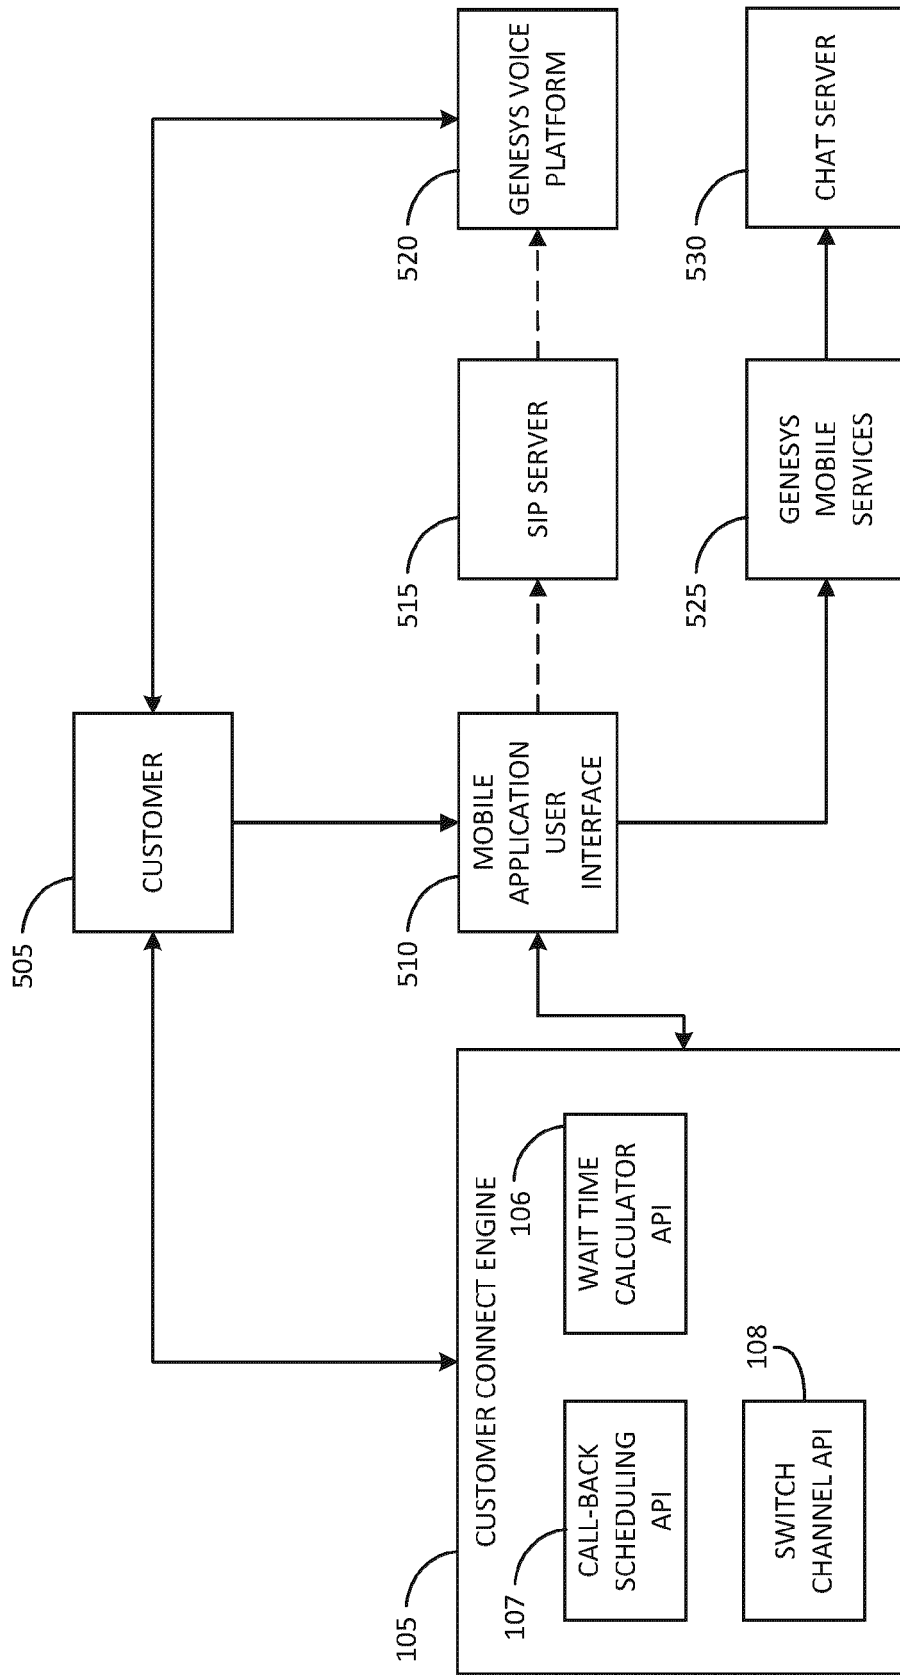 505
CUSTOMER
105
CUSTOMER CONNECT ENGINE
107
CALL-BACK
SCHEDULING
API
106
WAIT TIME
CALCULATOR
API
108
SWITCH
CHANNEL API
510
MOBILE
APPLICATION
USER
INTERFACE
515
SIP SERVER
520
GENESYS VOICE
PLATFORM
525
GENESYS
MOBILE
SERVICES
530
CHAT SERVER